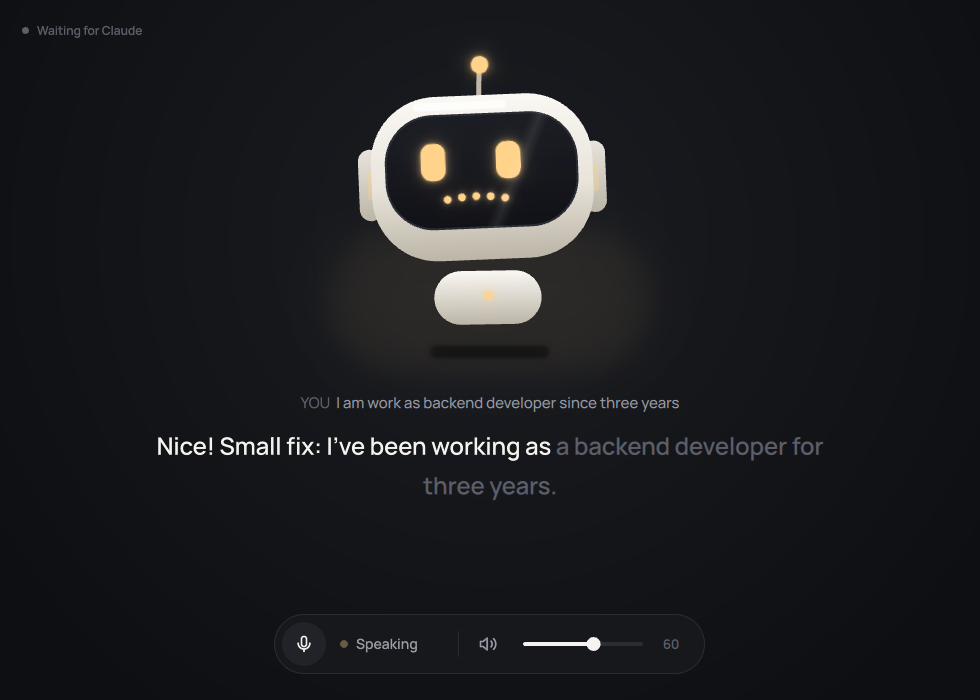 Waiting for Claude
YOU I am work as backend developer since three years
Nice! Small fix: I've been working as a backend developer for
three years.
Speaking
60